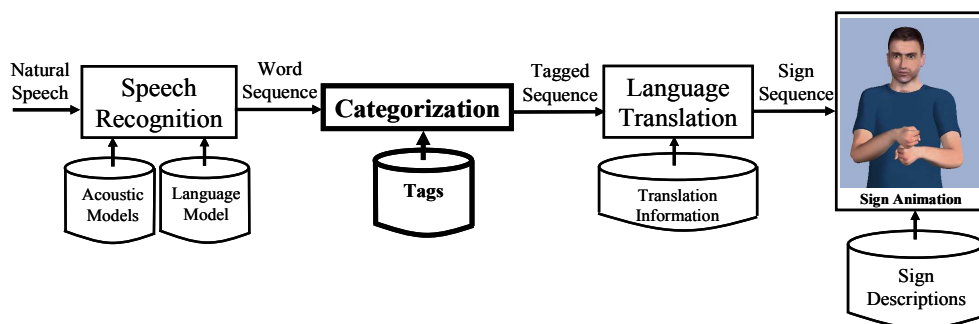 Natural
Speech
Speech
Recognition
Word
Sequence
Categorization
Tagged
Sequence
Language
Translation
Sign
Sequence
Sign Animation
Acoustic
Models
Language
Model
Tags
Translation
Information
Sign
Descriptions